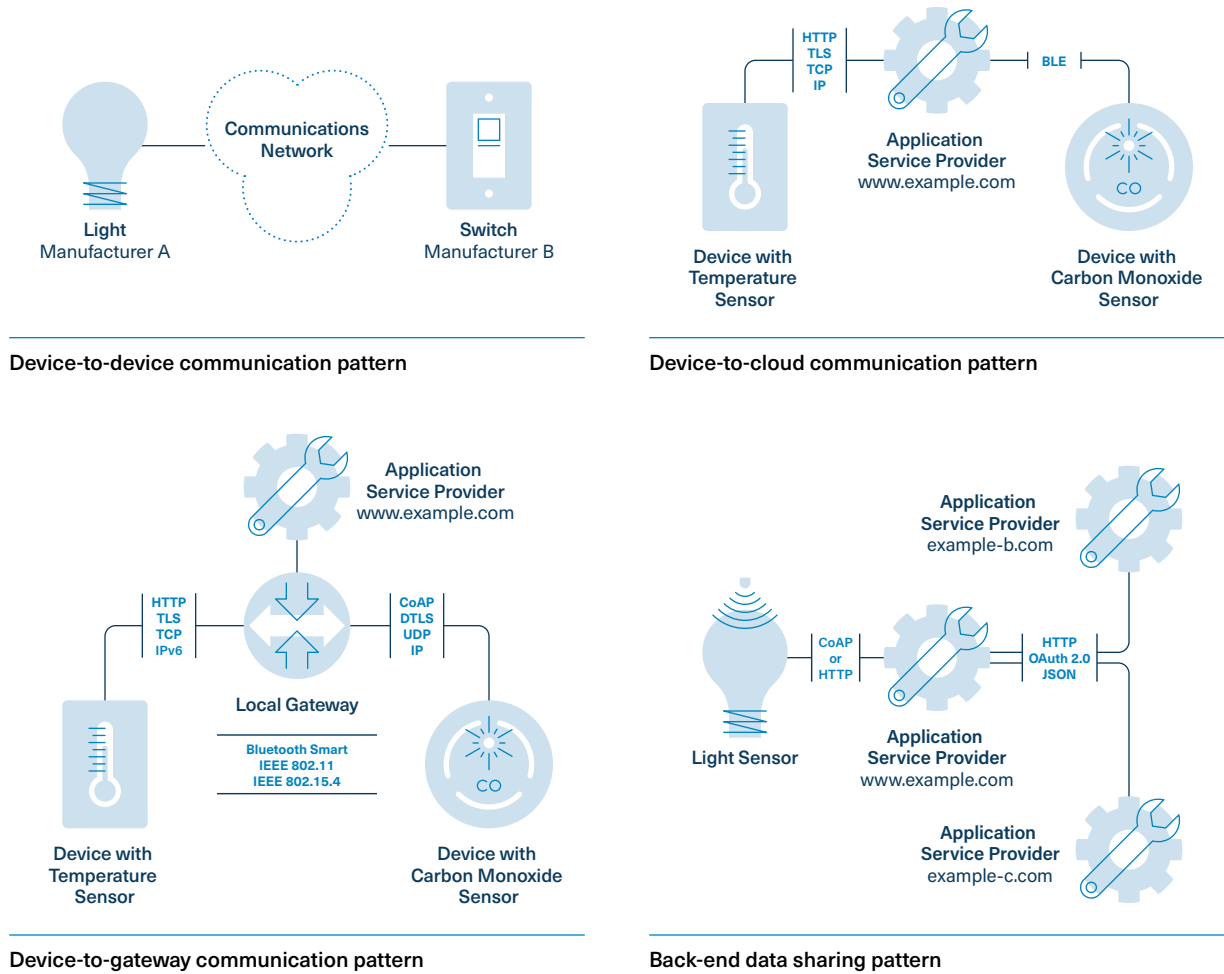 Communications
Network
Light
Manufacturer A
Switch
Manufacturer B
Device-to-device communication pattern
HTTP
TLS
TCP
IP
BLE
Application
Service Provider
www.example.com
CO
Device with
Temperature
Sensor
Device with
Carbon Monoxide
Sensor
Device-to-cloud communication pattern
Application
Service Provider
www.example.com
HTTP
TLS
TCP
IPv6
CoAP
DTLS
UDP
IP
Local Gateway
Bluetooth Smart
IEEE 802.11
IEEE 802.15.4
CO
Device with
Temperature
Sensor
Device with
Carbon Monoxide
Sensor
Device-to-gateway communication pattern
Application
Service Provider
example-b.com
CoAP
or
HTTP
HTTP
OAuth 2.0
JSON
Light Sensor
Application
Service Provider
www.example.com
Application
Service Provider
example-c.com
Back-end data sharing pattern